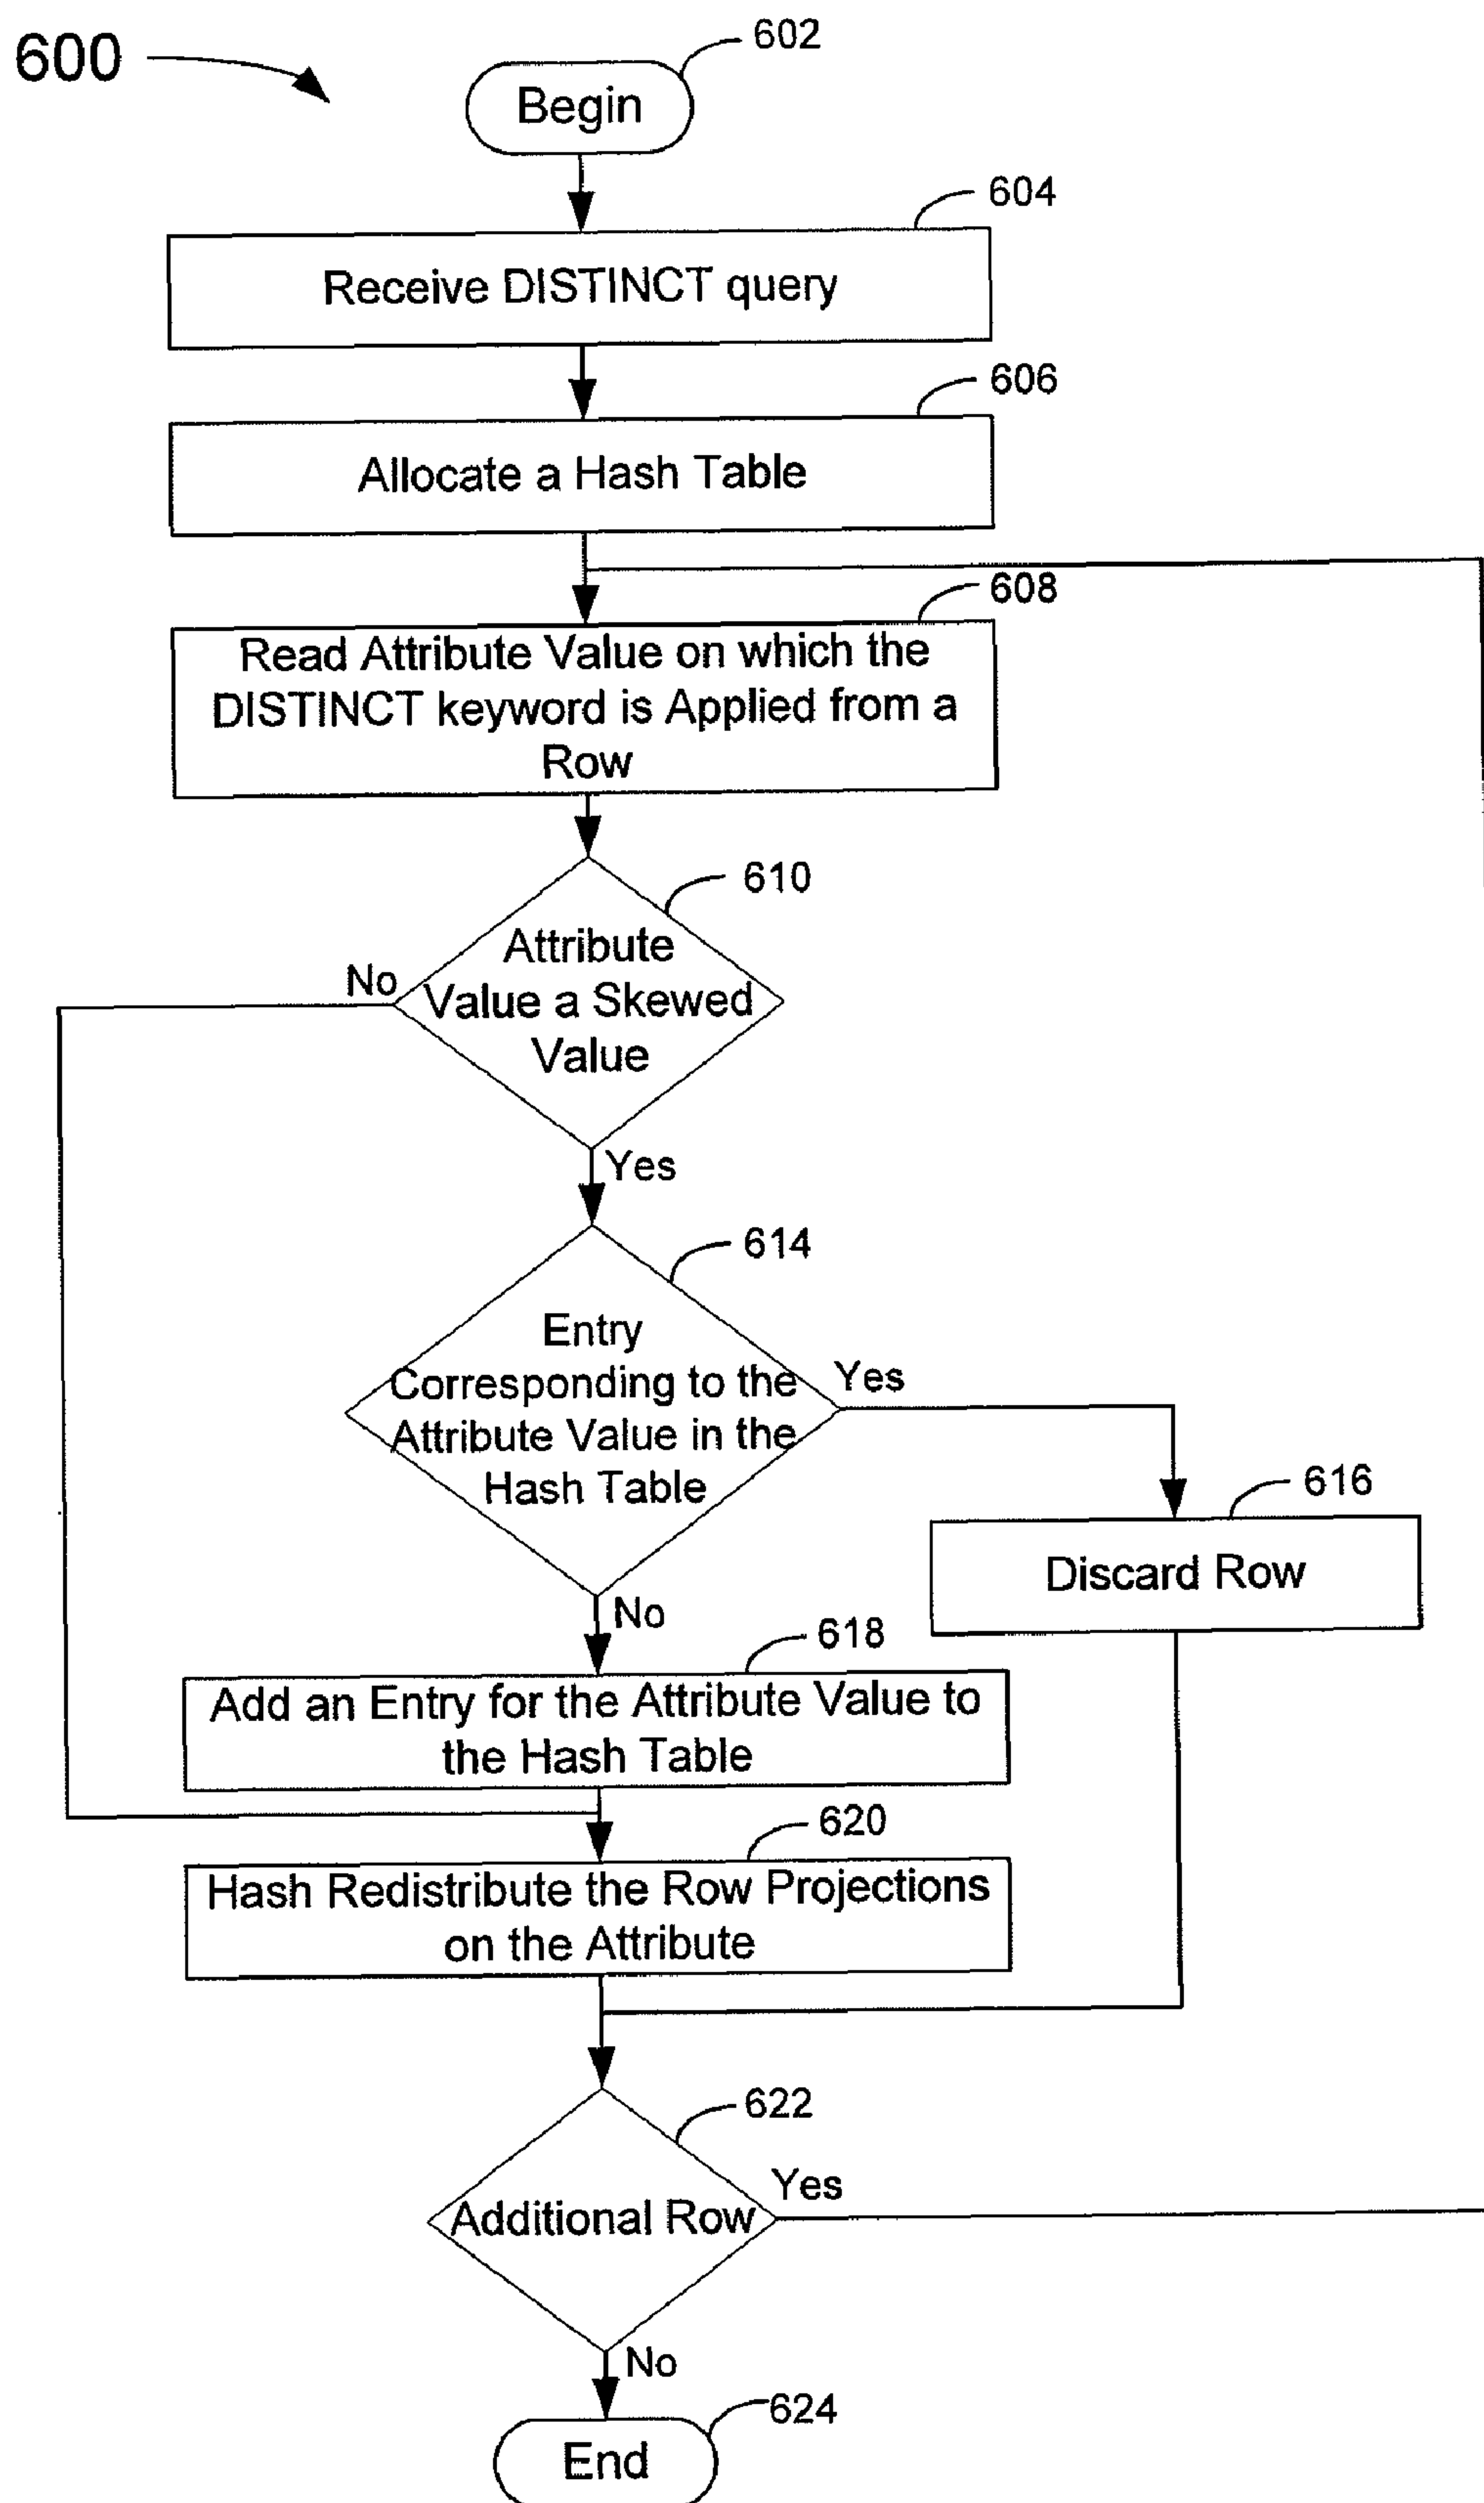 600
602
Begin
604
Receive DISTINCT query
606
Allocate a Hash Table
608
Read Attribute Value on which the
DISTINCT keyword is Applied from a
Row
610
Attribute
Value a Skewed
Value
No
Yes
614
Entry
Corresponding to the
Attribute Value in the
Hash Table
Yes
616
Discard Row
No
618
Add an Entry for the Attribute Value to
the Hash Table
620
Hash Redistribute the Row Projections
on the Attribute
622
Additional Row
Yes
No
624
End